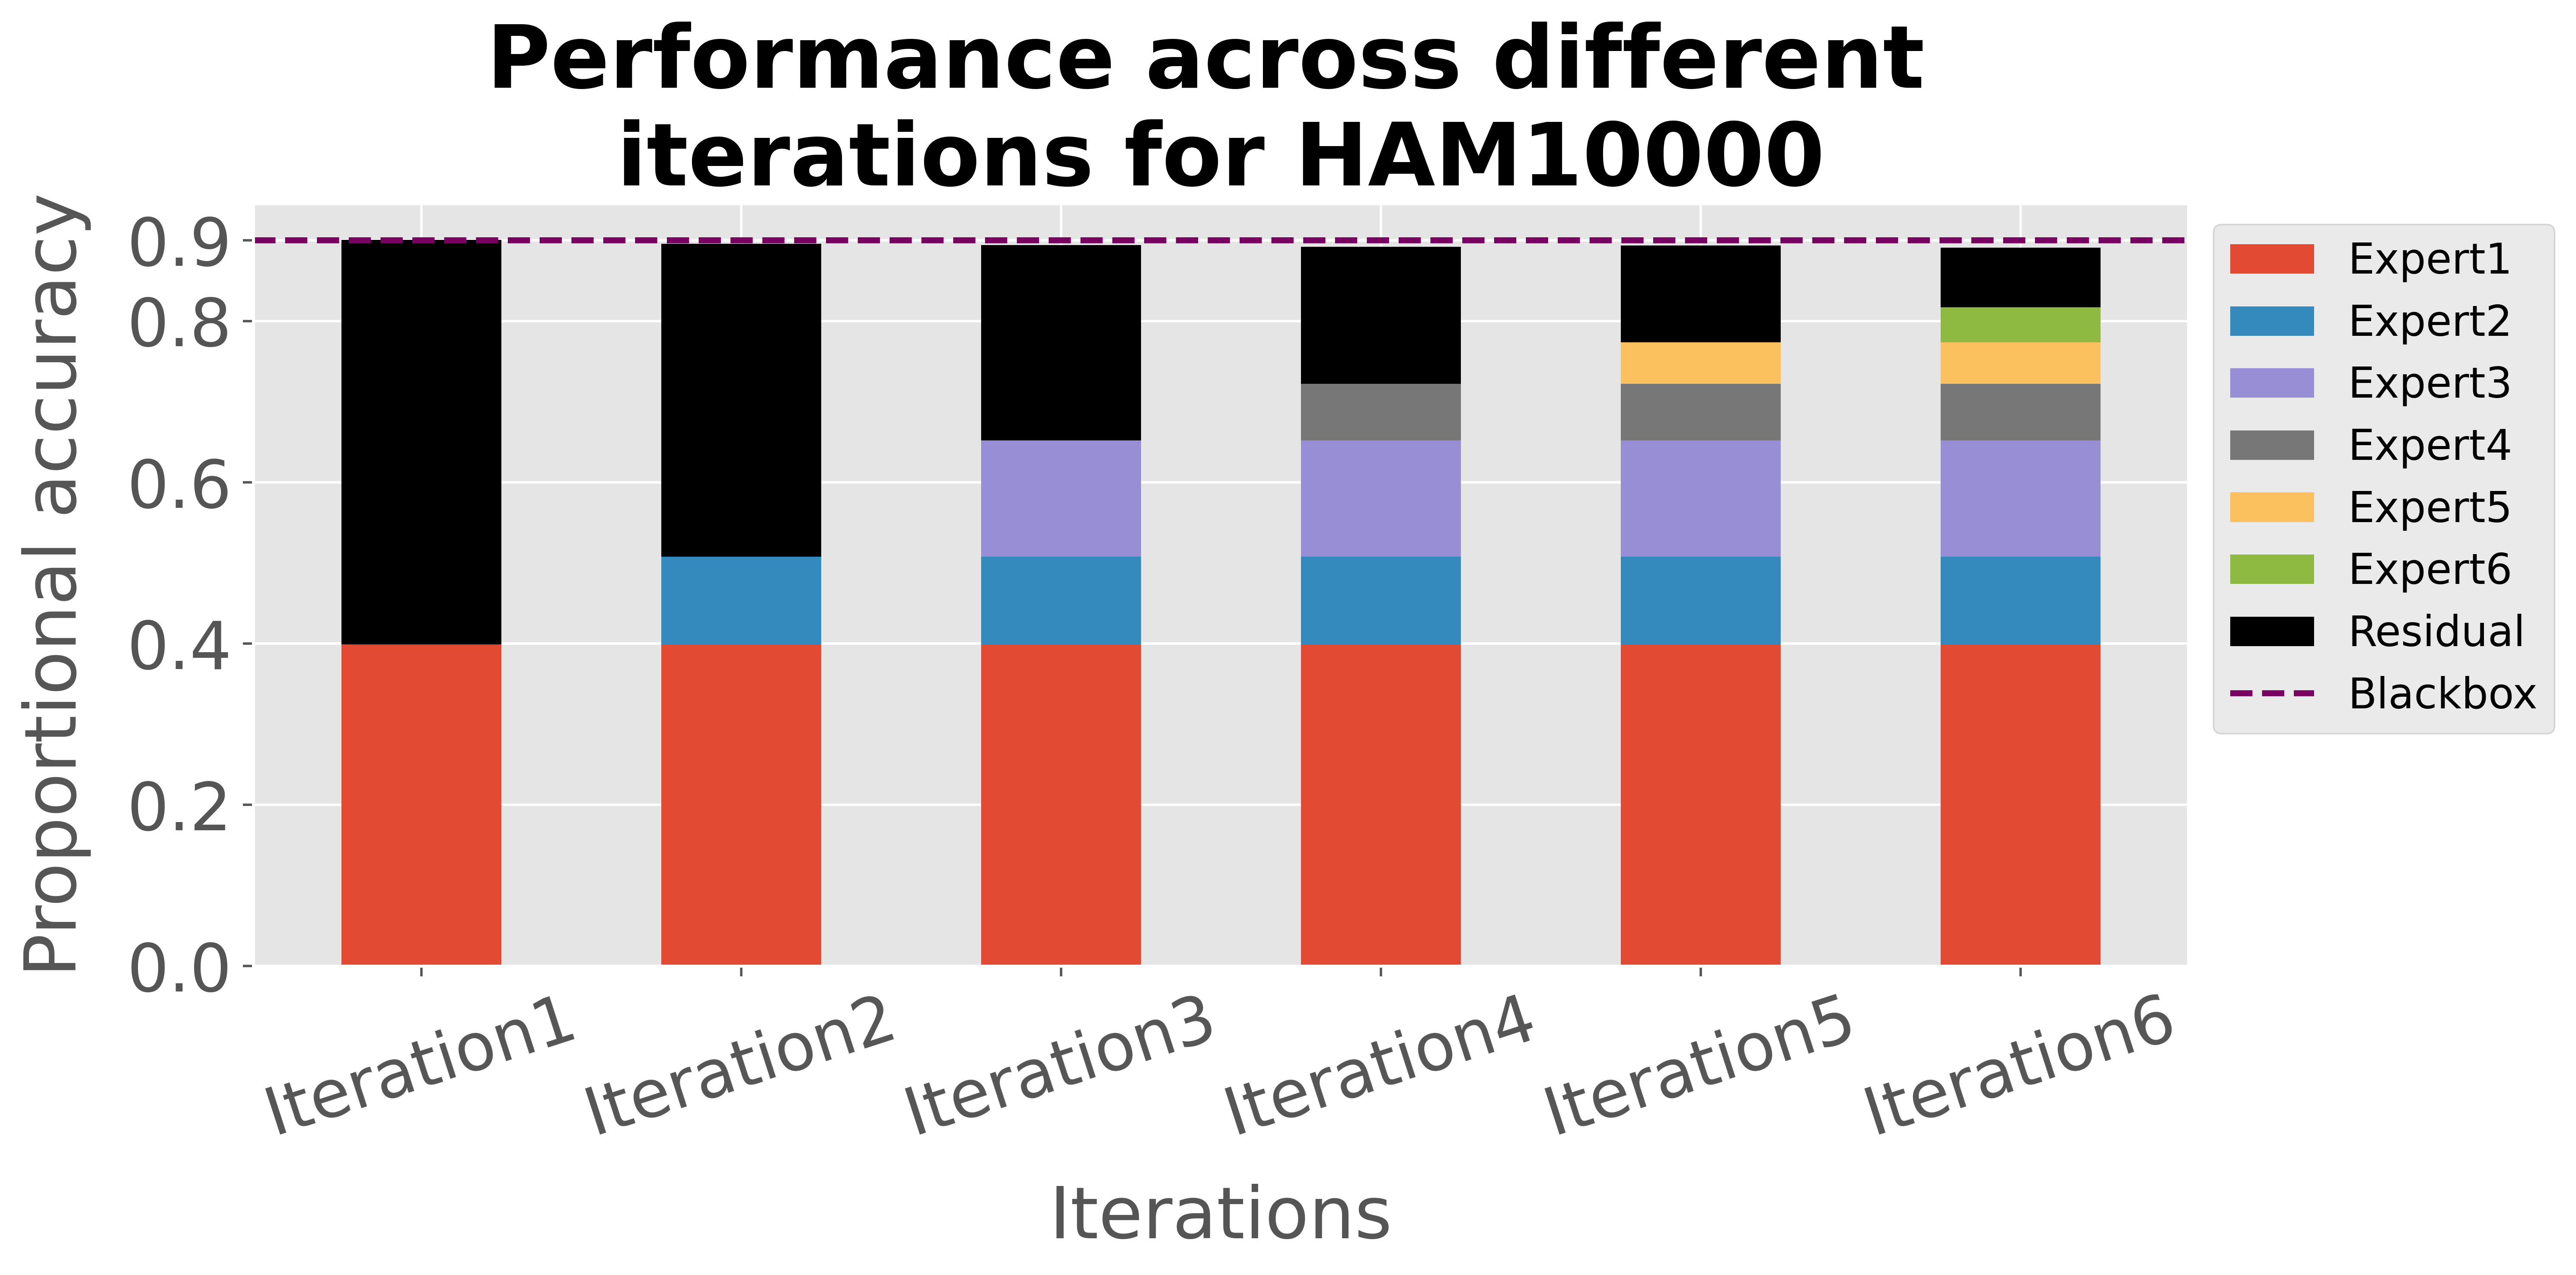 Performance across different
iterations for HAM10000
Proportional accuracy
0.9
0.8
0.6
0.4
0.2
0.0
Iteration1
Iteration2
Iteration3
Iteration4
Iteration5
Iteration6
Iterations
Expert1
Expert2
Expert3
Expert4
Expert5
Expert6
Residual
Blackbox